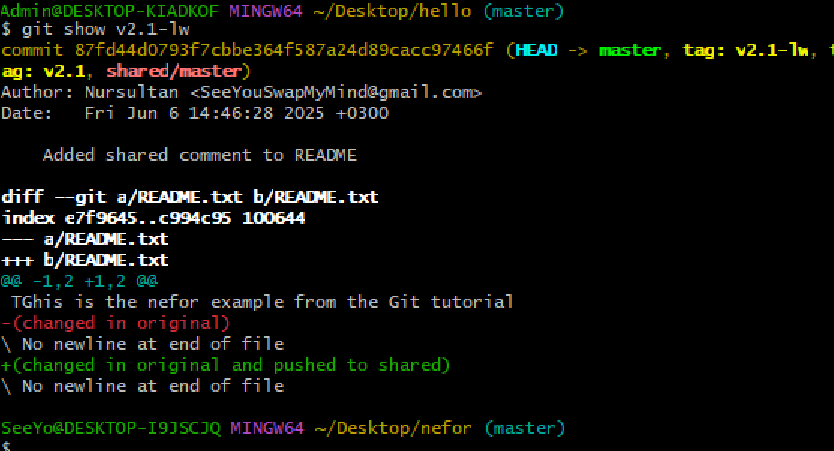 Admin@DESKTOP-KIADKOF MINGW64 ~/Desktop/hello (master)
$ git show v2.1-lw
commit 87fd44d0793f7cbbe364f587a24d89cacc97466f (HEAD -> master, tag: v2.1-lw, t
ag: v2.1, shared/master)
Author: Nursultan <SeeYouSwapMyMind@gmail.com>
Date:   Fri Jun 6 14:46:28 2025 +0300
    Added shared comment to README
diff --git a/README.txt b/README.txt
index e7f9645..c994c95 100644
--- a/README.txt
+++ b/README.txt
@@ -1,2 +1,2 @@
 TGhis is the nefor example from the Git tutorial
-(changed in original)
\ No newline at end of file
+(changed in original and pushed to shared)
\ No newline at end of file
SeeYo@DESKTOP-I9JSCJQ MINGW64 ~/Desktop/nefor (master)
$